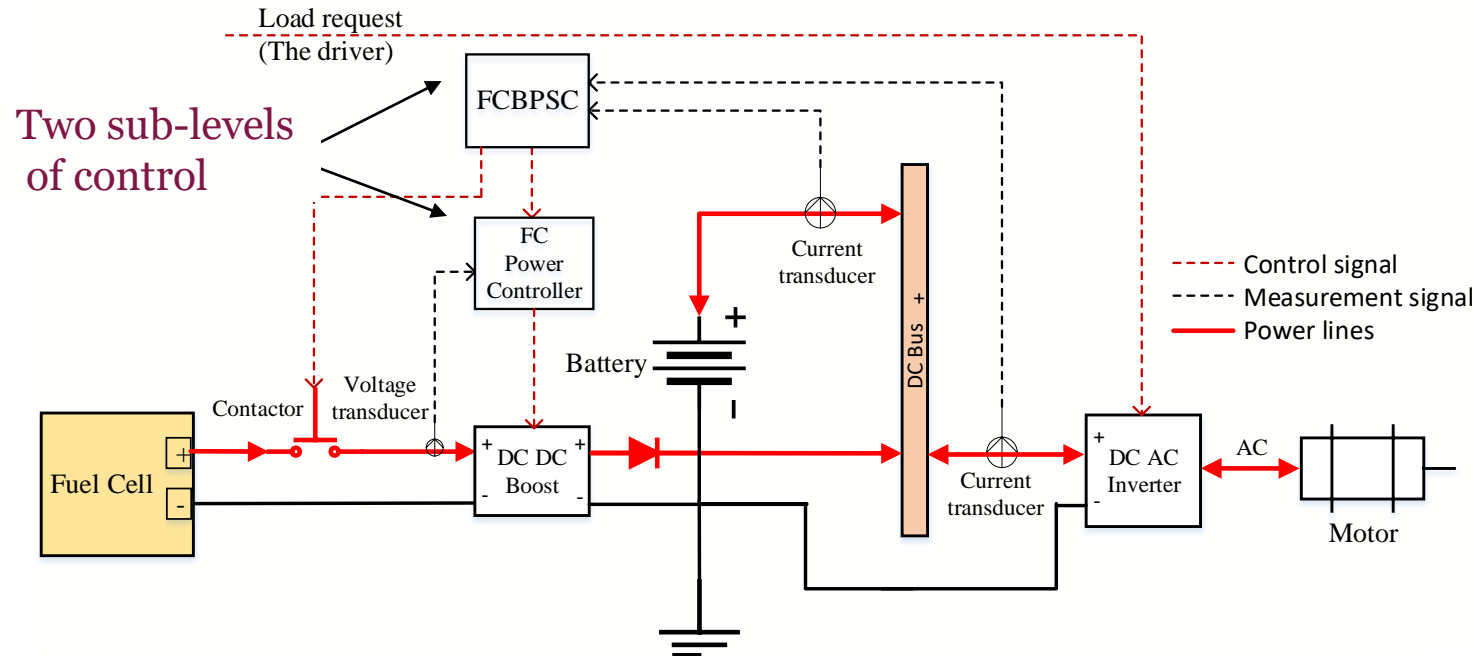 Load request
(The driver)
FCBPSC
Two sub-levels
of control
FC
Power
Controller
Current
transducer
DC Bus +
Control signal
Measurement signal
Power lines
+
Battery
-
Contactor
Voltage
transducer
Fuel Cell
+
-
+ +
DC DC
Boost
- -
Current
transducer
+
DC AC
Inverter
-
AC
Motor